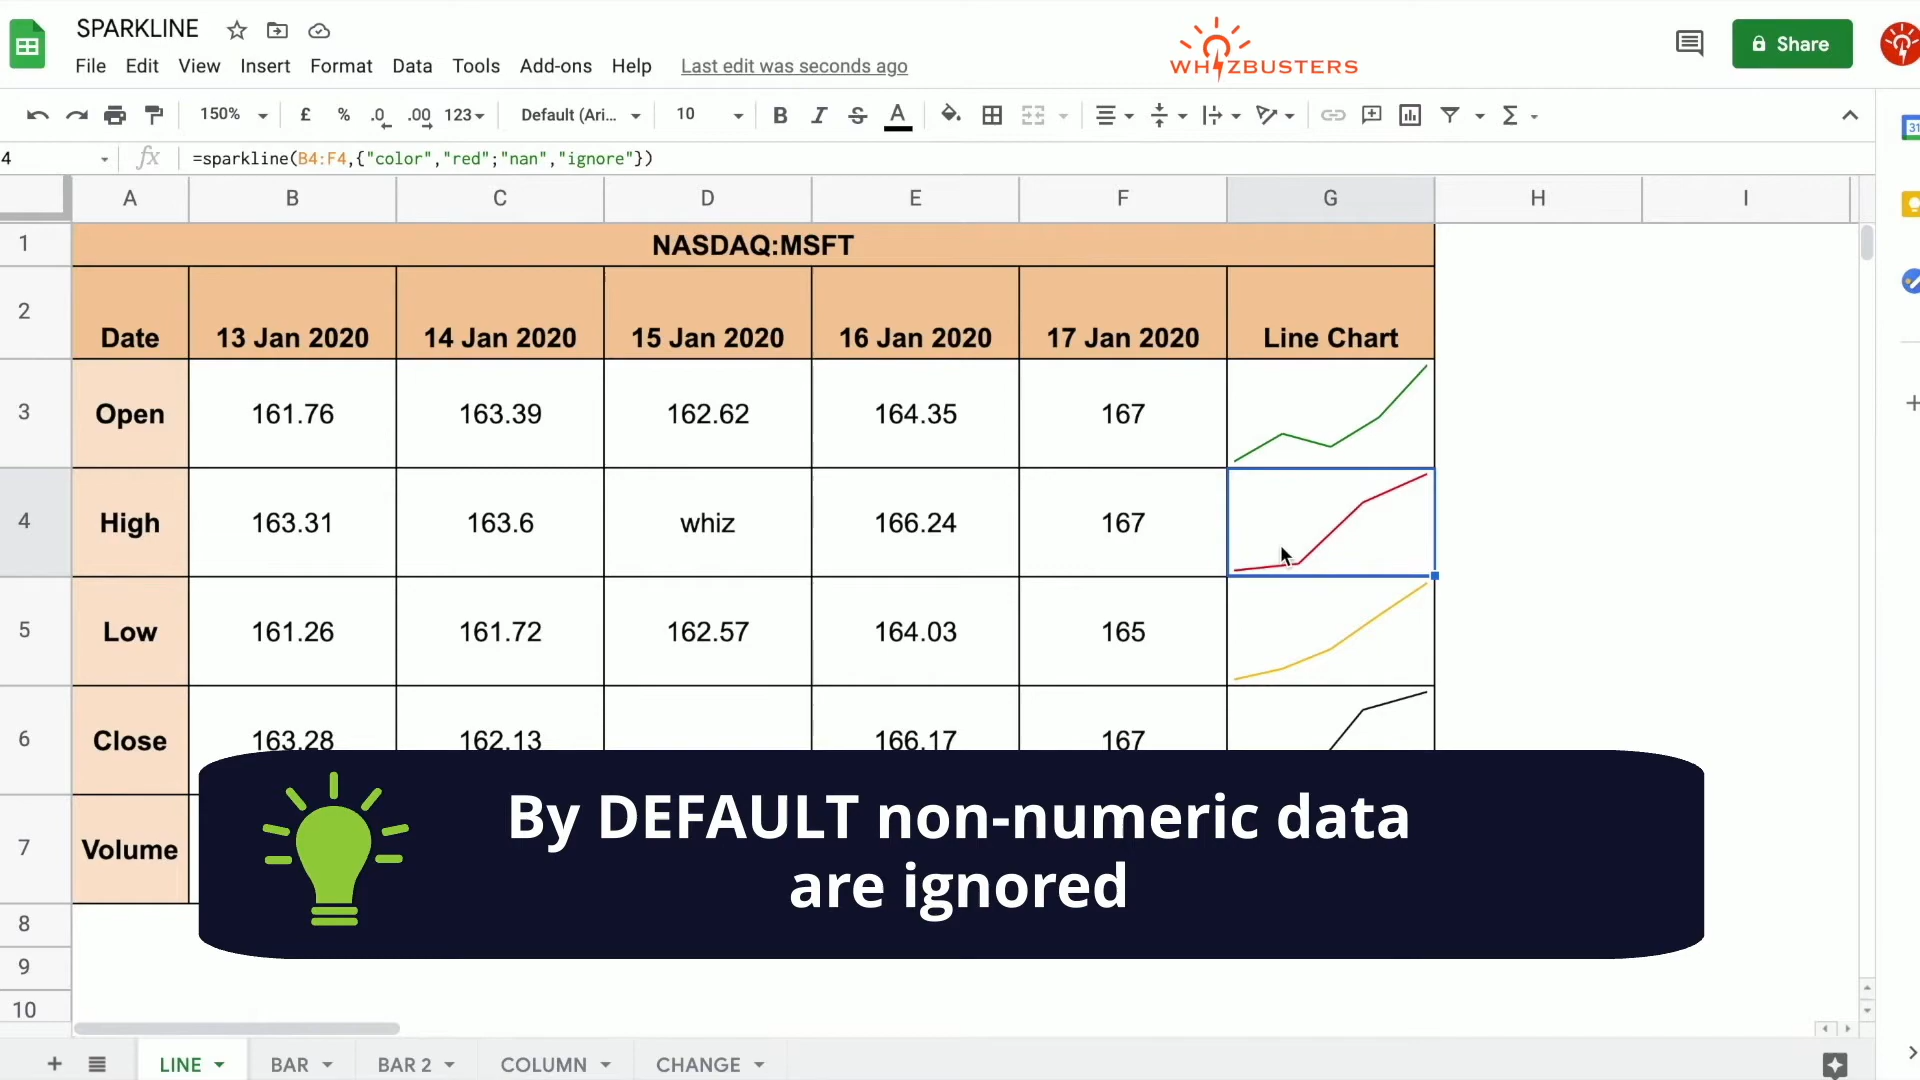 SPARKLINE
WHIZBUSTERS
Share
File Edit View Insert Format Data Tools Add-ons Help Last edit was seconds ago
150% £ % .0 .00 123 Default (Ari... 10 B I S A
4 fx =sparkline(B4:F4,{"color","red";"nan","ignore"})
A B C D E F G H I
1 NASDAQ:MSFT
2 Date 13 Jan 2020 14 Jan 2020 15 Jan 2020 16 Jan 2020 17 Jan 2020 Line Chart
3 Open 161.76 163.39 162.62 164.35 167
4 High 163.31 163.6 whiz 166.24 167
5 Low 161.26 161.72 162.57 164.03 165
6 Close 163.28 162.13 166.17 167
7 Volume
By DEFAULT non-numeric data
are ignored
8
9
10
LINE BAR BAR 2 COLUMN CHANGE
31